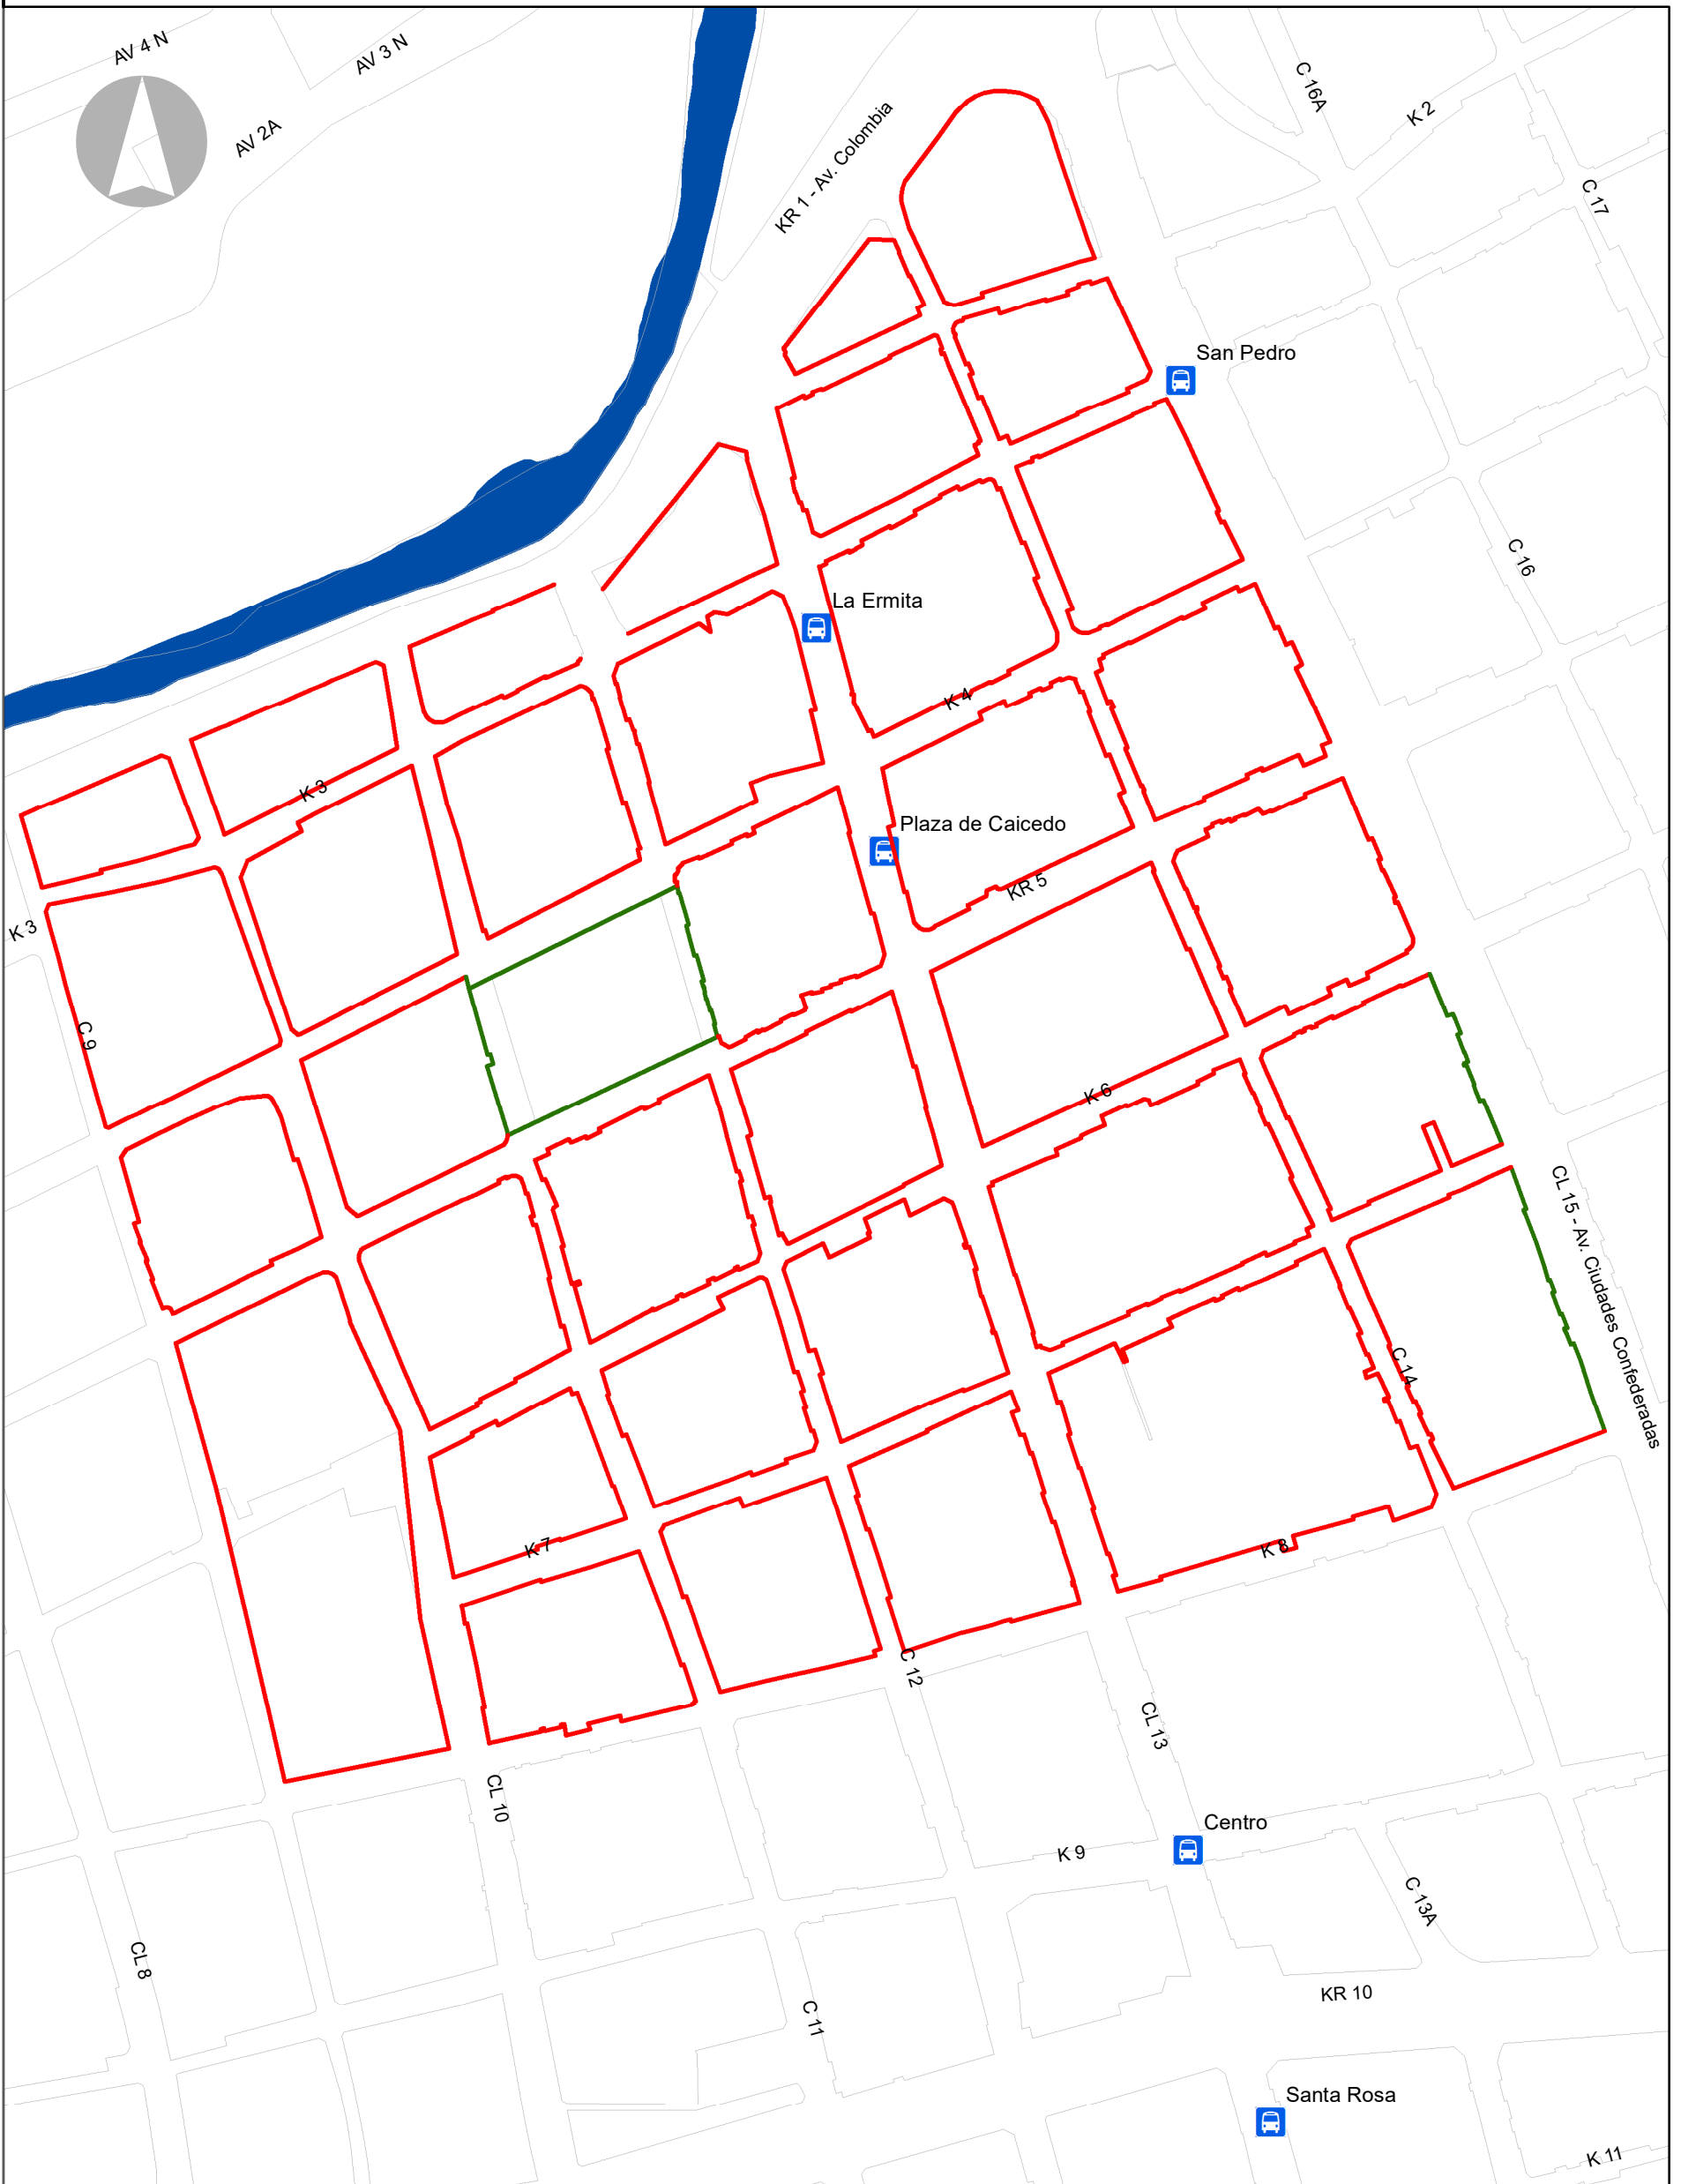 AV 4 N
AV 3 N
AV 2A
KR 1 - Av. Colombia
C 16A
K 2
C 17
San Pedro
C 16
La Ermita
K 4
K 3
Plaza de Caicedo
KR 5
K 3
C 9
K 6
CL 15 - Av. Ciudades Confederadas
C 14
K 7
K 8
C 12
CL 13
CL 10
Centro
K 9
C 13A
CL 8
KR 10
C 11
Santa Rosa
K 11